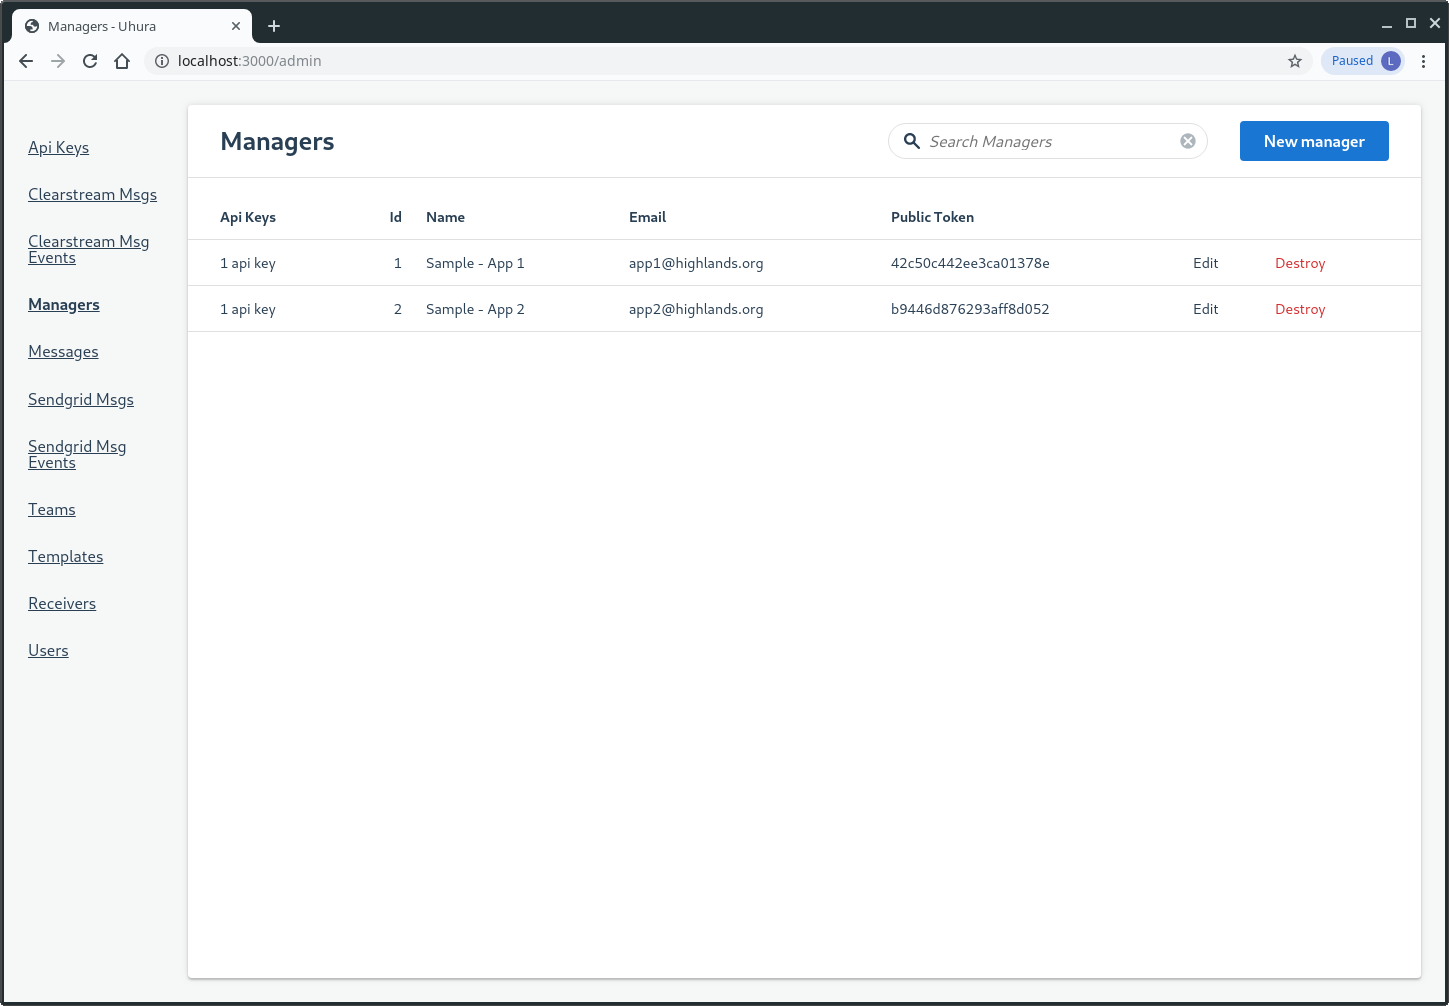 Managers - Uhura
localhost:3000/admin
Paused L
Api Keys
Clearstream Msgs
Clearstream Msg
Events
Managers
Messages
Sendgrid Msgs
Sendgrid Msg
Events
Teams
Templates
Receivers
Users
Managers
Search Managers
New manager
Api Keys Id Name Email Public Token
1 api key 1 Sample - App 1 app1@highlands.org 42c50c442ee3ca01378e Edit Destroy
1 api key 2 Sample - App 2 app2@highlands.org b9446d876293aff8d052 Edit Destroy